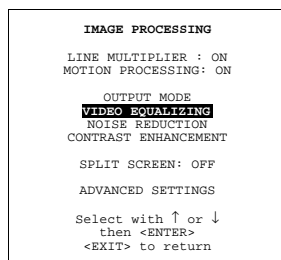 IMAGE PROCESSING
LINE MULTIPLIER : ON
MOTION PROCESSING: ON
OUTPUT MODE
VIDEO EQUALIZING
NOISE REDUCTION
CONTRAST ENHANCEMENT
SPLIT SCREEN: OFF
ADVANCED SETTINGS
Select with ↑ or ↓
then <ENTER>
<EXIT> to return